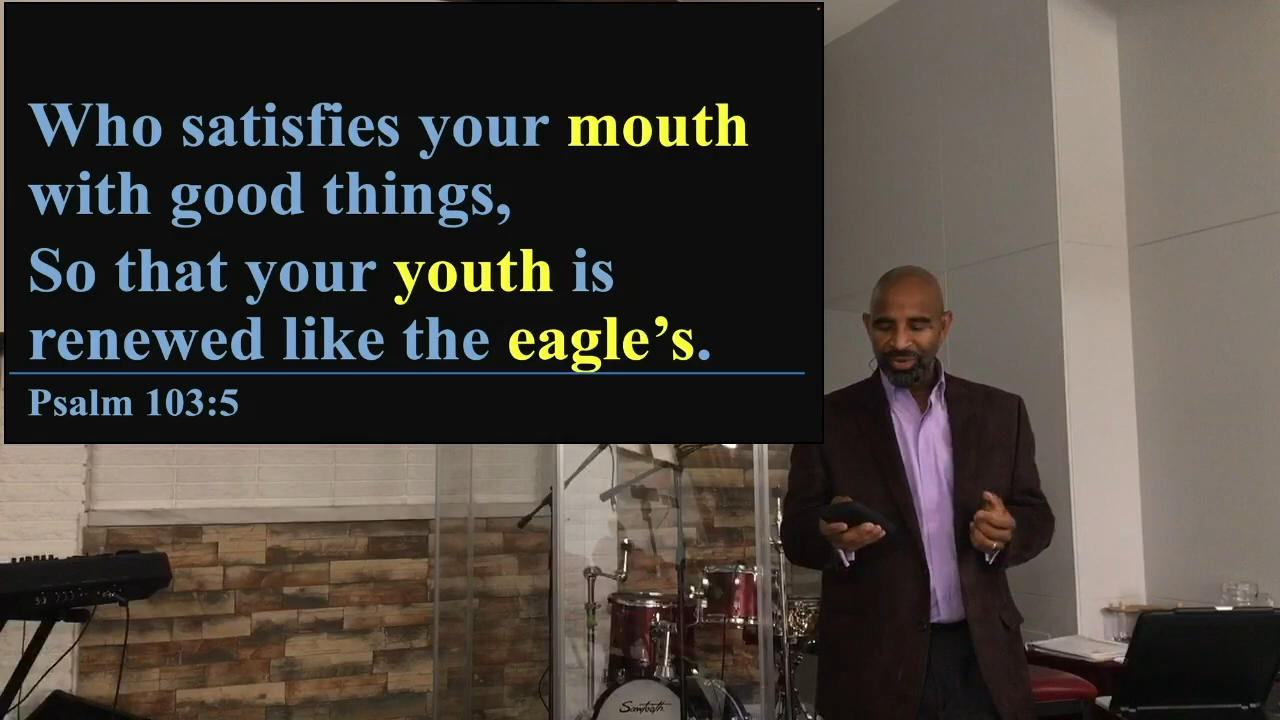 Who satisfies your mouth
with good things,
So that your youth is
renewed like the eagle’s.
Psalm 103:5
Sawtooth